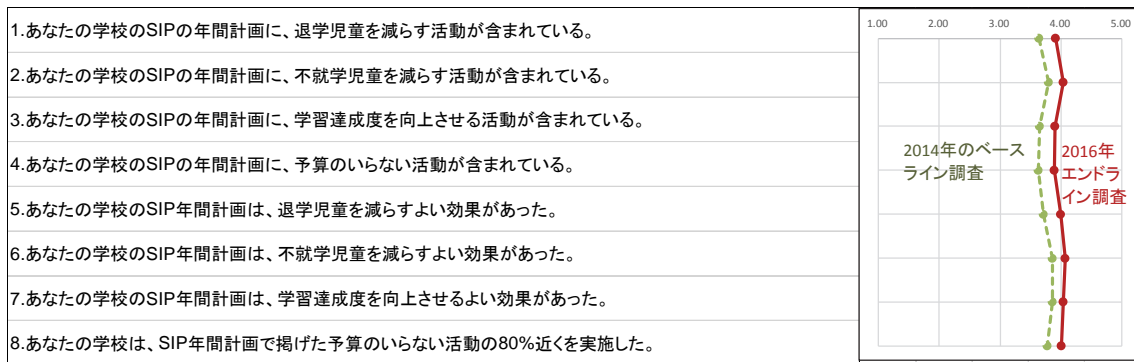 1.あなたの学校のSIPの年間計画に、退学児童を減らす活動が含まれている。
2.あなたの学校のSIPの年間計画に、不就学児童を減らす活動が含まれている。
3.あなたの学校のSIPの年間計画に、学習達成度を向上させる活動が含まれている。
4.あなたの学校のSIPの年間計画に、予算のいらない活動が含まれている。
5.あなたの学校のSIP年間計画は、退学児童を減らすよい効果があった。
6.あなたの学校のSIP年間計画は、不就学児童を減らすよい効果があった。
7.あなたの学校のSIP年間計画は、学習達成度を向上させるよい効果があった。
8.あなたの学校は、SIP年間計画で掲げた予算のいらない活動の80%近くを実施した。
1.00 2.00 3.00 4.00 5.00
2014年のベース
ライン調査
2016年
エンドラ
イン調査